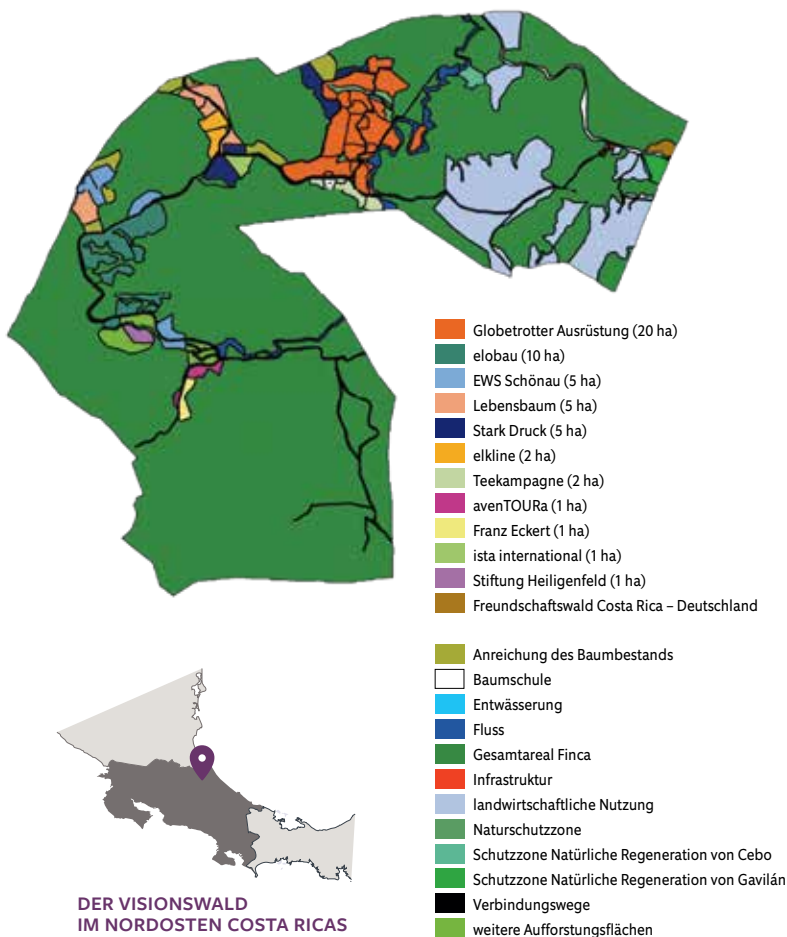 Globetrotter Ausrüstung (20 ha)
elobau (10 ha)
EWS Schönau (5 ha)
Lebensbaum (5 ha)
Stark Druck (5 ha)
elkline (2 ha)
Teekampagne (2 ha)
avenTOURa (1 ha)
Franz Eckert (1 ha)
ista international (1 ha)
Stiftung Heiligenfeld (1 ha)
Freundschaftswald Costa Rica – Deutschland
Anreichung des Baumbestands
Baumschule
Entwässerung
Fluss
Gesamtareal Finca
Infrastruktur
landwirtschaftliche Nutzung
Naturschutzzone
Schutzzone Natürliche Regeneration von Cebo
Schutzzone Natürliche Regeneration von Gavilán
Verbindungswege
weitere Aufforstungsflächen
DER VISIONSWALD
IM NORDOSTEN COSTA RICAS